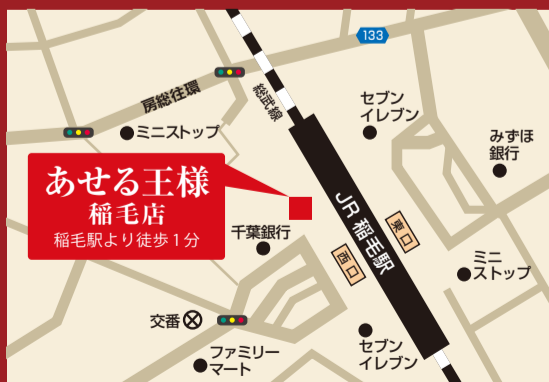 133
房総往環
総武線
セブン
イレブン
ミニストップ
みずほ
銀行
あせる王様
稲毛店
稲毛駅より徒歩1分
JR 稲毛駅
千葉銀行
東口
西口
ミニ
ストップ
交番
セブン
イレブン
ファミリー
マート